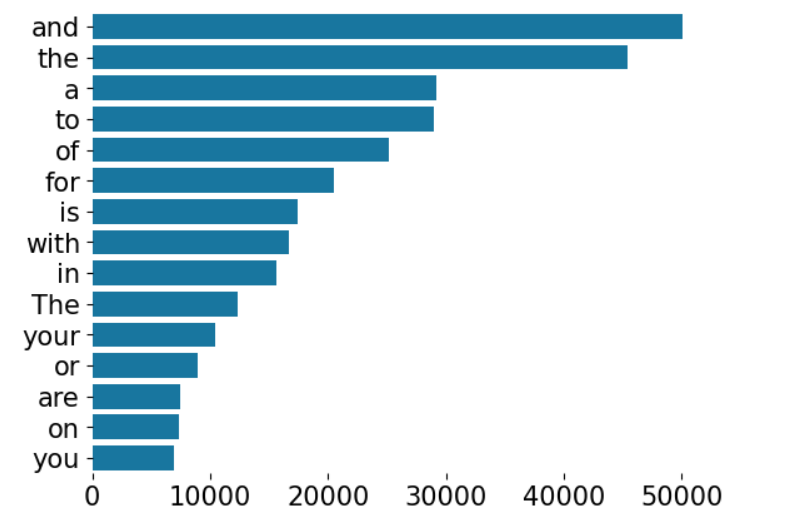 and
the
a
to
of
for
is
with
in
The
your
or
are
on
you
0 10000 20000 30000 40000 50000